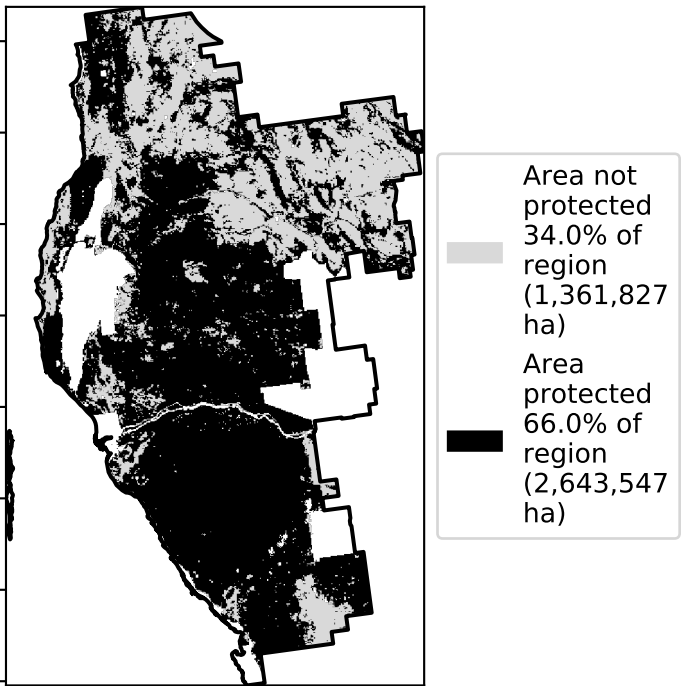 Area not
protected
34.0% of
region
(1,361,827
ha)
Area
protected
66.0% of
region
(2,643,547
ha)